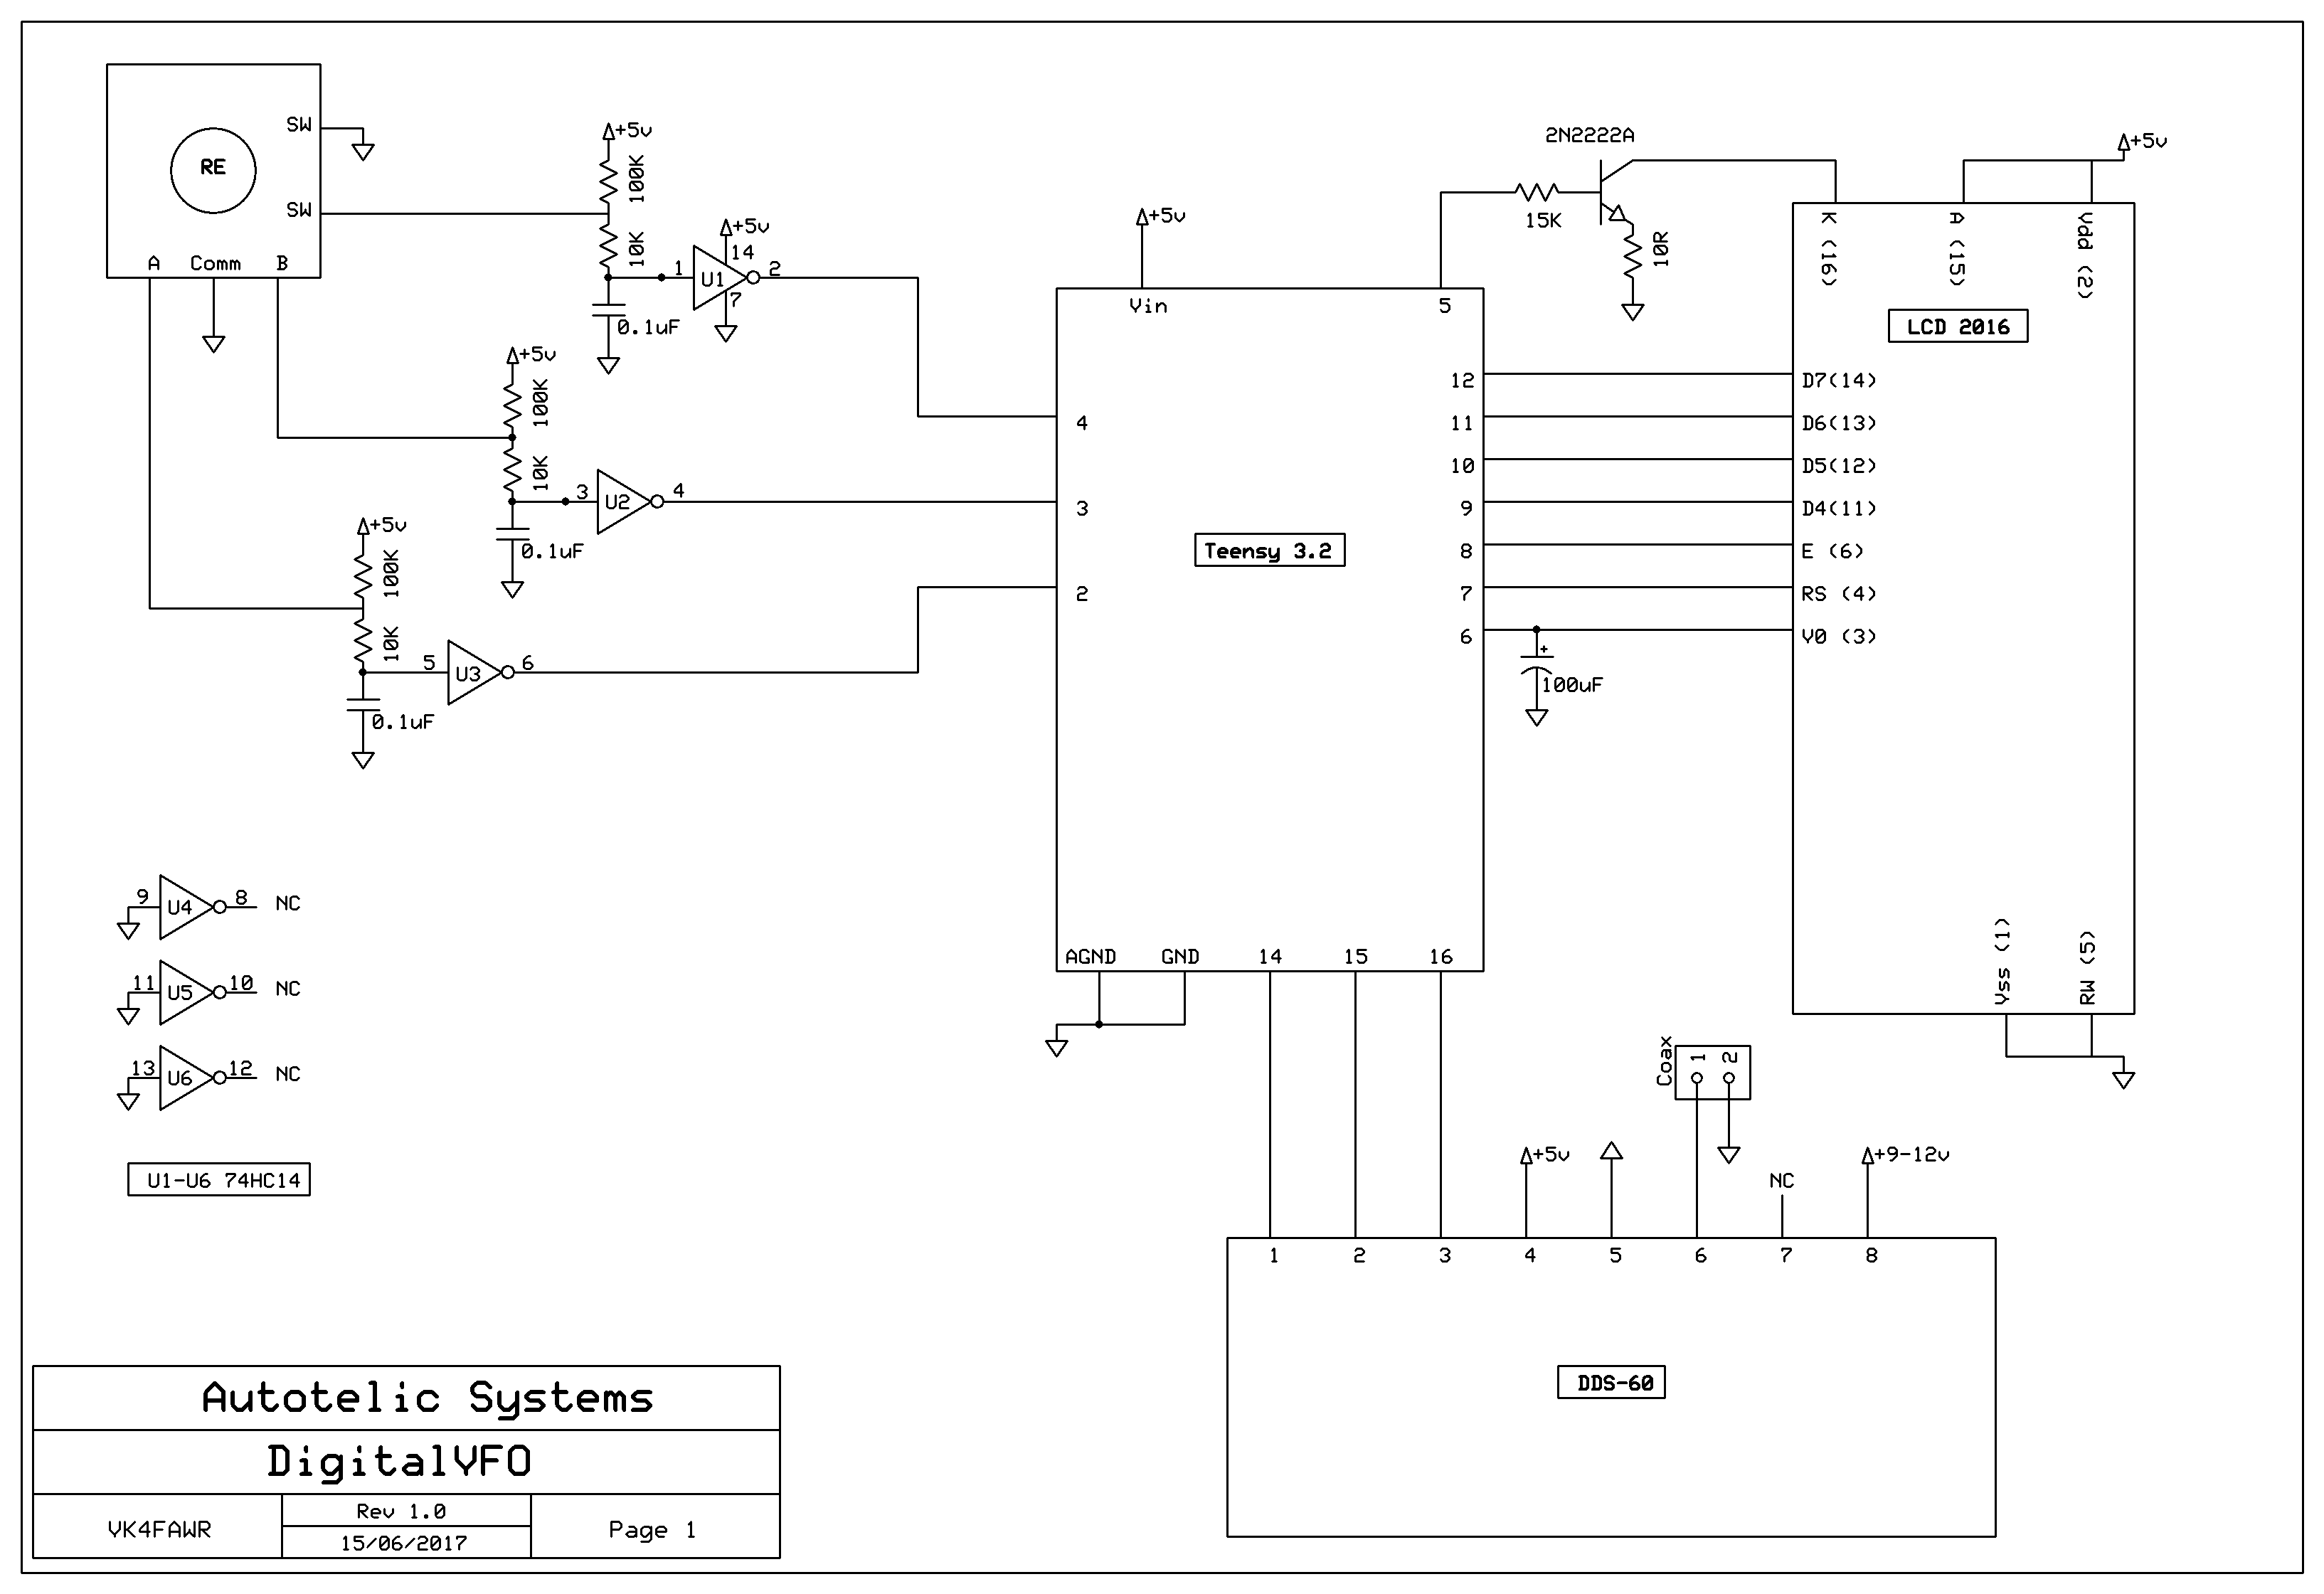 RE
SW
SW
A Comm B
+5v
100K
10K
+5v
14
1 U1 2
7
0.1uF
+5v
100K
10K
3 U2 4
0.1uF
+5v
100K
10K
5 U3 6
0.1uF
9 U4 8 NC
11 U5 10 NC
13 U6 12 NC
U1-U6 74HC14
+5v
Vin 5
4
3
2
Teensy 3.2
12
11
10
9
8
7
6
AGND GND 14 15 16
2N2222A
15K
10R
+
100uF
+5v
K (16)
A (15)
Vdd (2)
LCD 2016
D7(14)
D6(13)
D5(12)
D4(11)
E (6)
RS (4)
V0 (3)
Vss (1)
RW (5)
Coax
1
2
+5v
NC
+9-12v
1 2 3 4 5 6 7 8
DDS-60
Autotelic Systems
DigitalVFO
VK4FAWR
Rev 1.0
15/06/2017
Page 1